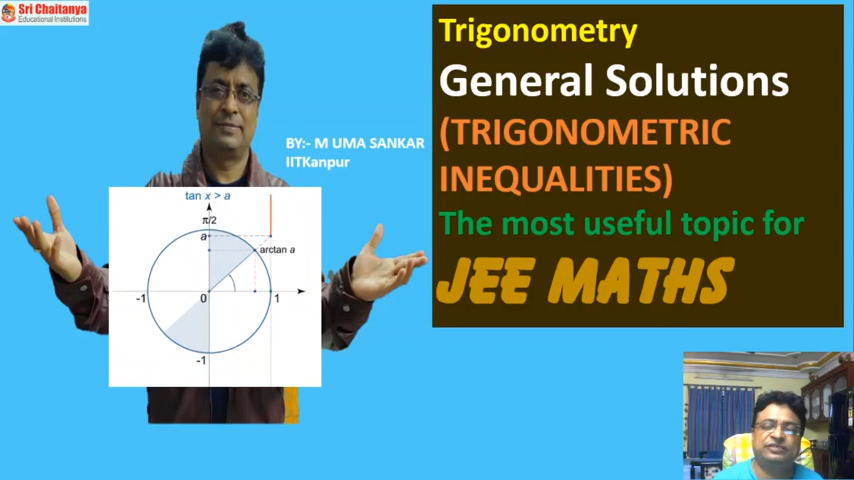 Sri Chaitanya
Educational Institutions
Trigonometry
General Solutions
(TRIGONOMETRIC
INEQUALITIES)
The most useful topic for
JEE MATHS
BY:- M UMA SANKAR
IITKanpur
tan x > a
π/2
a
arctan a
-1
0
1
-1